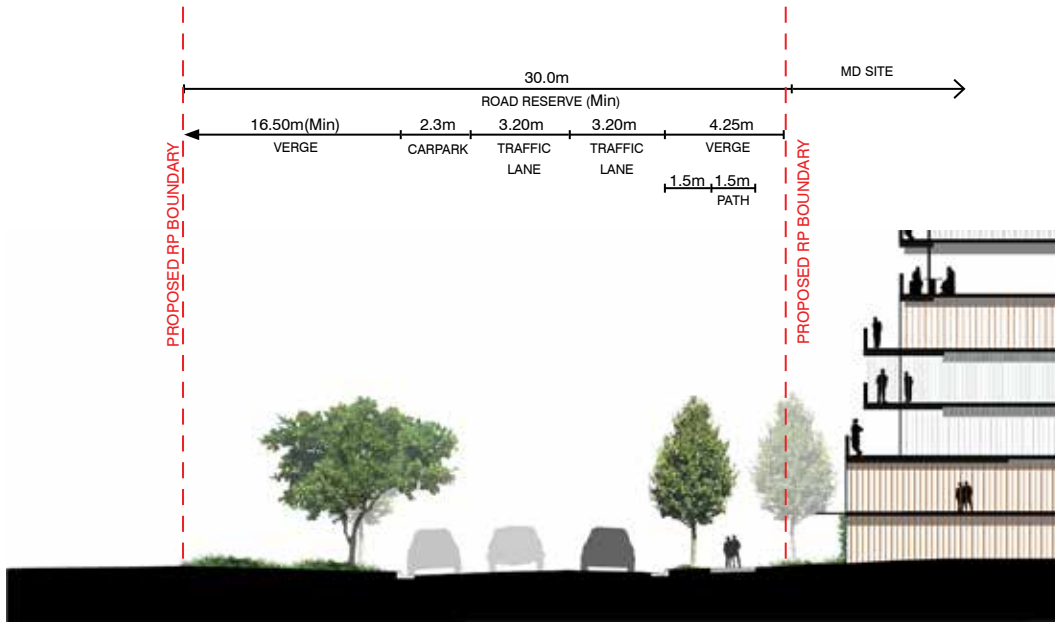 30.0m
MD SITE
ROAD RESERVE (Min)
16.50m(Min)
2.3m
3.20m
3.20m
4.25m
VERGE
CARPARK
TRAFFIC
LANE
TRAFFIC
LANE
VERGE
1.5m
1.5m
PATH
PROPOSED RP BOUNDARY
PROPOSED RP BOUNDARY